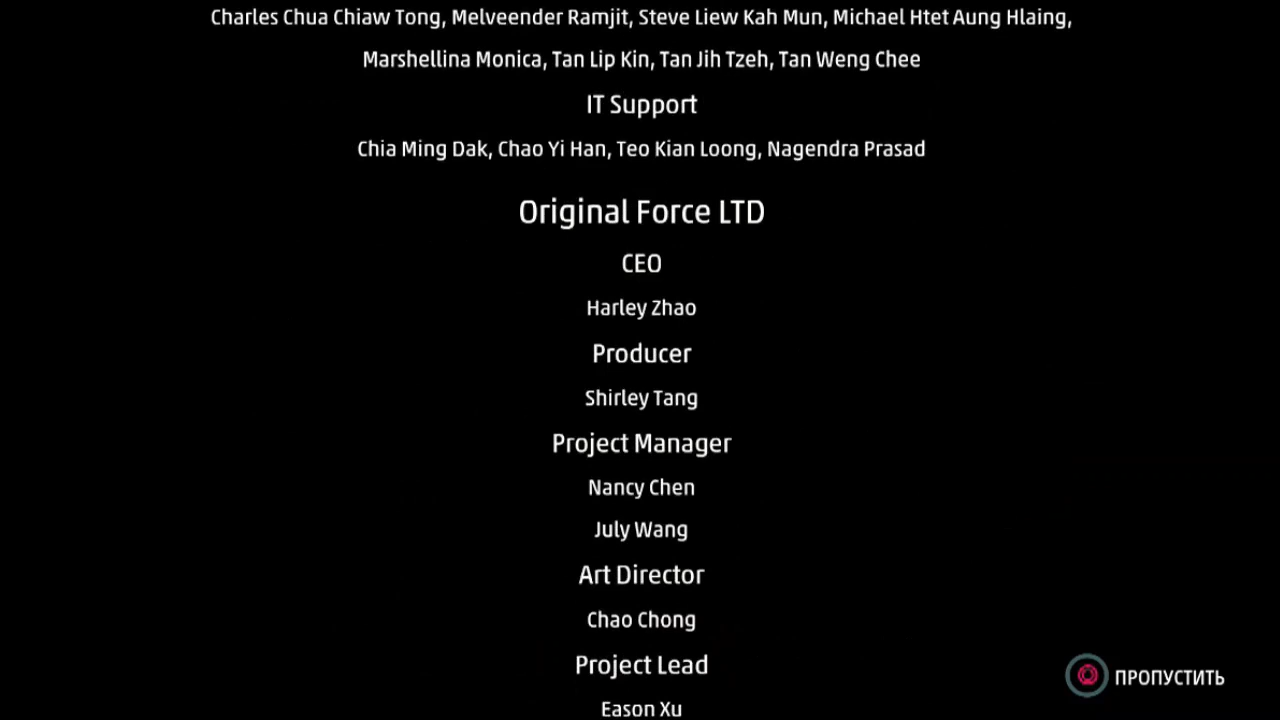 Charles Chua Chiaw Tong, Melveender Ramjit, Steve Liew Kah Mun, Michael Htet Aung Hlaing,
Marshellina Monica, Tan Lip Kin, Tan Jih Tzeh, Tan Weng Chee
IT Support
Chia Ming Dak, Chao Yi Han, Teo Kian Loong, Nagendra Prasad
Original Force LTD
CEO
Harley Zhao
Producer
Shirley Tang
Project Manager
Nancy Chen
July Wang
Art Director
Chao Chong
Project Lead
Eason Xu
ПРОПУСТИТЬ